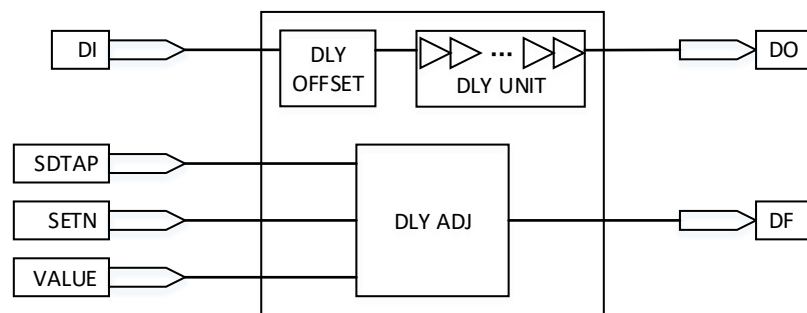 DI
DLY
OFFSET
...
DLY UNIT
DO
SDTAP
SETN
VALUE
DLY ADJ
DF